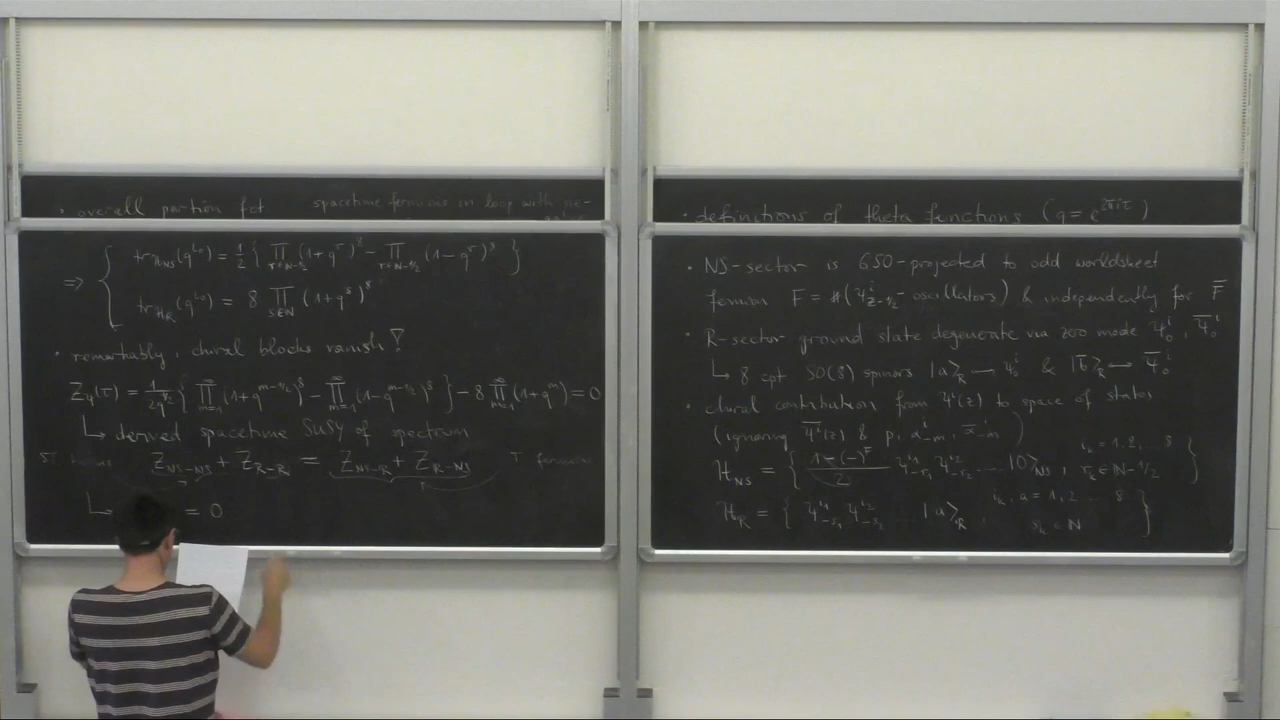 • overall partion fct spacetime fermions in loop with ne-
⇒ { tr_{H_{NS}}(q^{L_0}) = 1/2 { ∏_{r∈N-1/2} (1+q^r)^8 - ∏_{r∈N-1/2} (1-q^r)^8 }
tr_{H_R}(q^{L_0}) = 8 ∏_{s∈N} (1+q^s)^8
• remarkably, chiral blocks vanish!
Z_ψ(τ) = 1/(2q^{1/2}) { ∏_{m=1}^∞ (1+q^{m-1/2})^8 - ∏_{m=1}^∞ (1-q^{m-1/2})^8 } - 8 ∏_{m=1}^∞ (1+q^m) = 0
↳ derived spacetime SUSY of spectrum
Z_{NS-NS} + Z_{R-R} = Z_{NS-R} + Z_{R-NS}
↳ = 0
• definitions of theta functions (q = e^{2πiτ})
• NS-sector is GSO-projected to odd worldsheet
fermion F = #(ψ^i_{Z-1/2} - oscillators) & independently for F̅
• R-sector ground state degenerate via zero mode ψ^i_0, ψ̅^i_0
↳ 8 cpt SO(8) spinors |a⟩_R ⟷ ψ^i_0 & |b̅⟩_R ⟷ ψ̅^i_0
• chiral contribution from ψ^i(z) to space of states
(ignoring ψ̅^i(z̅) & p, α^i_{-m}, α̅^i_{-m})
H_{NS} = { (1-(-)^F)/2 ψ^{i_1}_{-r_1} ψ^{i_2}_{-r_2} ... |0⟩_{NS}, i_k = 1,2,...8 r_k ∈ N-1/2 }
H_R = { ψ^{i_1}_{-s_1} ψ^{i_2}_{-s_2} ... |a⟩_R, i_k, a = 1,2 ... 8 s_k ∈ N }